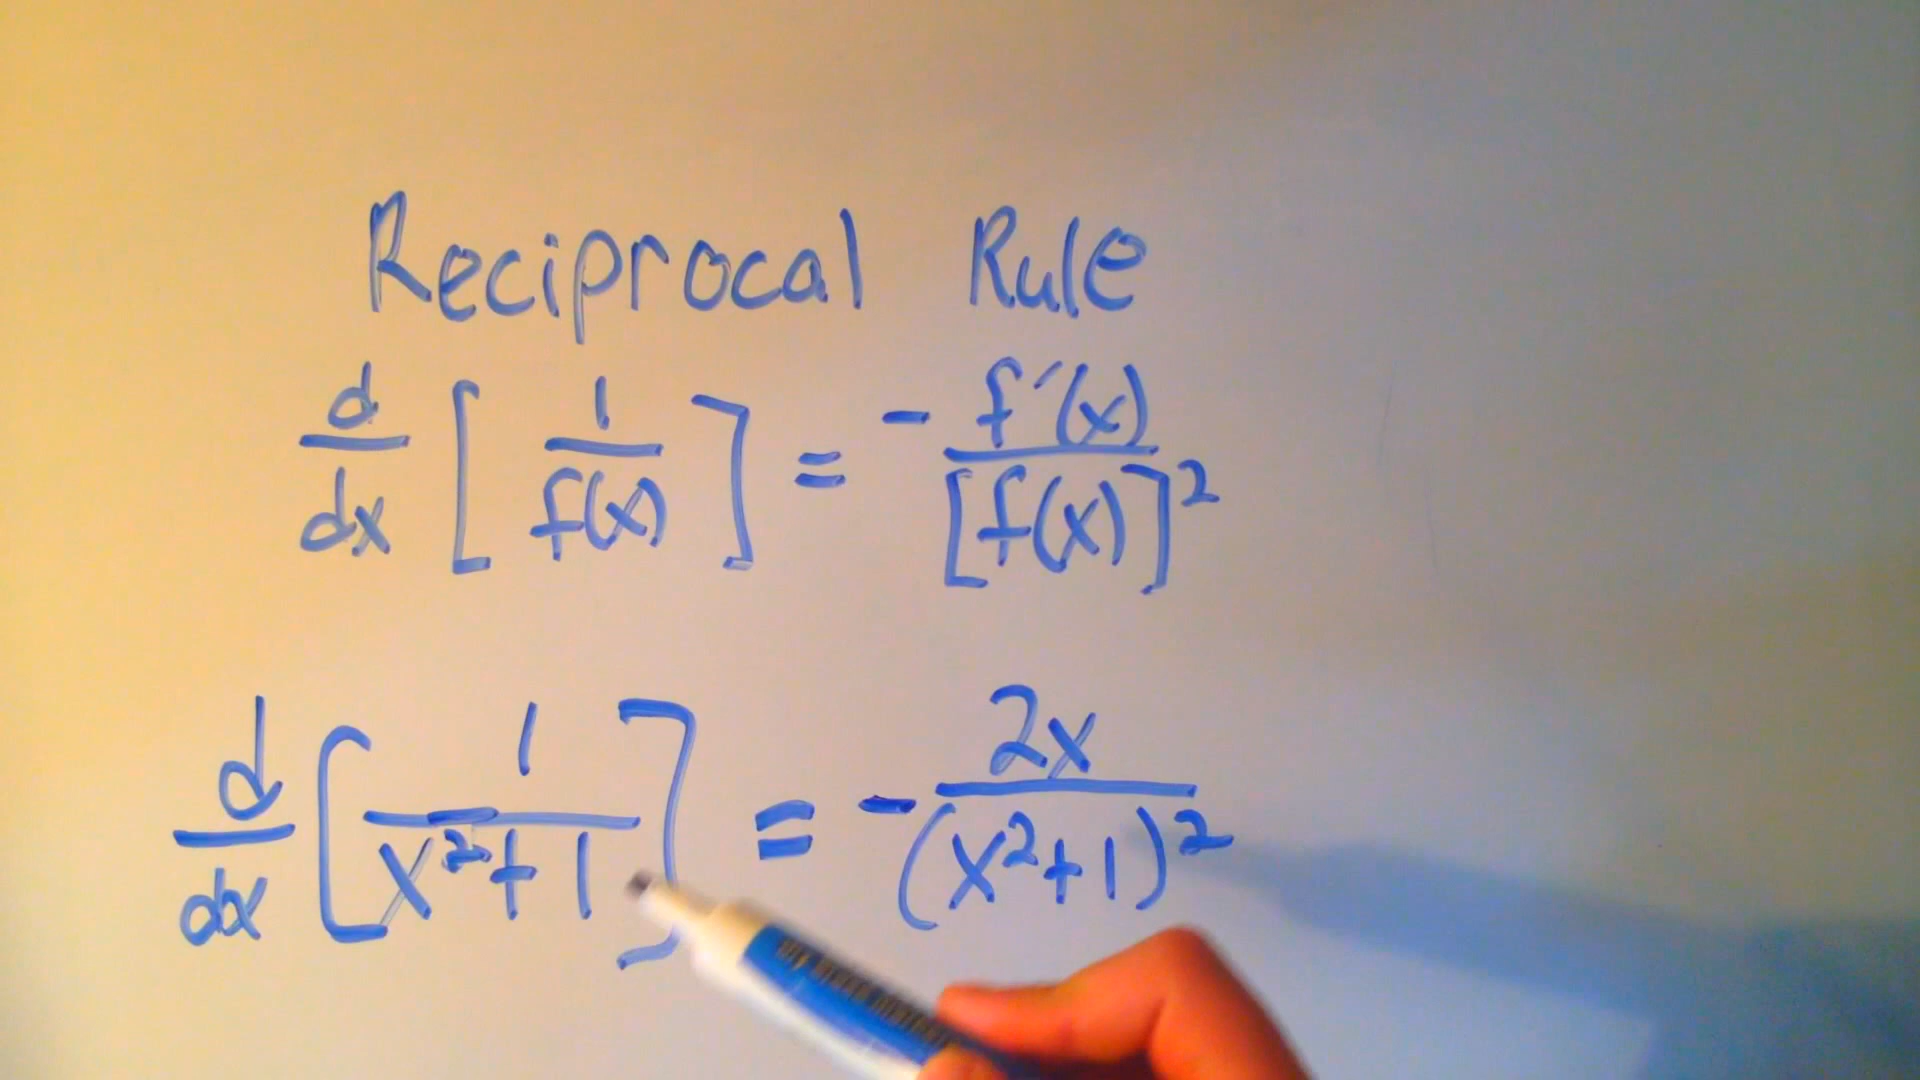 Reciprocal Rule
d/dx [ 1/f(x) ] = - f′(x)/[f(x)]²
d/dx [ 1/x²+1 ] = - 2x/(x²+1)²